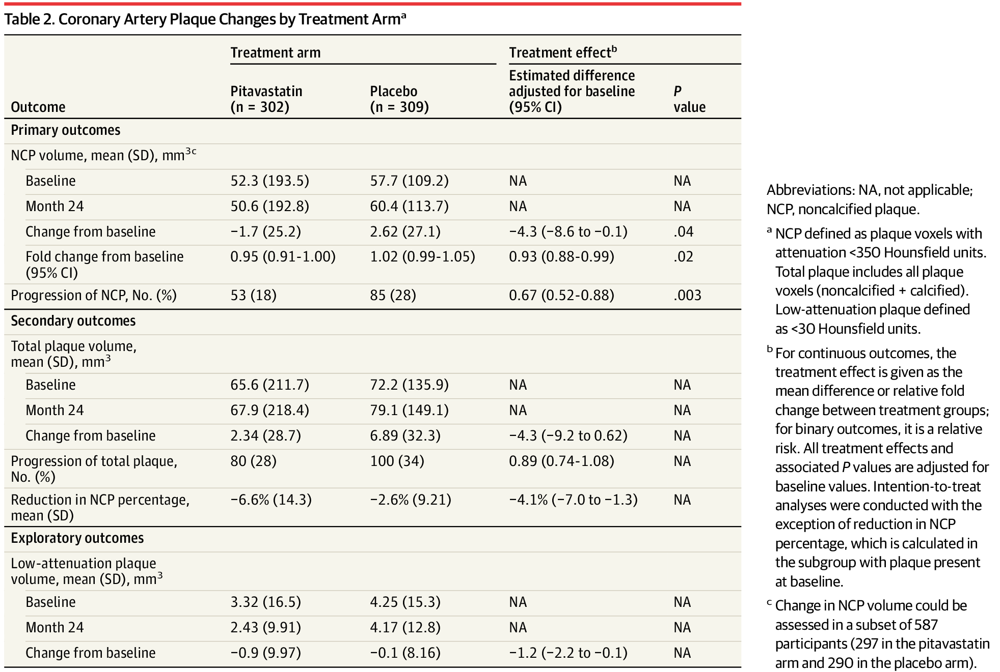 Table 2. Coronary Artery Plaque Changes by Treatment Armᵃ
Treatment arm Treatment effectᵇ
Outcome Pitavastatin (n = 302) Placebo (n = 309) Estimated difference adjusted for baseline (95% CI) P value
Primary outcomes
NCP volume, mean (SD), mm³ᶜ
Baseline 52.3 (193.5) 57.7 (109.2) NA NA
Month 24 50.6 (192.8) 60.4 (113.7) NA NA
Change from baseline −1.7 (25.2) 2.62 (27.1) −4.3 (−8.6 to −0.1) .04
Fold change from baseline (95% CI) 0.95 (0.91-1.00) 1.02 (0.99-1.05) 0.93 (0.88-0.99) .02
Progression of NCP, No. (%) 53 (18) 85 (28) 0.67 (0.52-0.88) .003
Secondary outcomes
Total plaque volume,
mean (SD), mm³
Baseline 65.6 (211.7) 72.2 (135.9) NA NA
Month 24 67.9 (218.4) 79.1 (149.1) NA NA
Change from baseline 2.34 (28.7) 6.89 (32.3) −4.3 (−9.2 to 0.62) NA
Progression of total plaque, No. (%) 80 (28) 100 (34) 0.89 (0.74-1.08) NA
Reduction in NCP percentage, mean (SD) −6.6% (14.3) −2.6% (9.21) −4.1% (−7.0 to −1.3) NA
Exploratory outcomes
Low-attenuation plaque
volume, mean (SD), mm³
Baseline 3.32 (16.5) 4.25 (15.3) NA NA
Month 24 2.43 (9.91) 4.17 (12.8) NA NA
Change from baseline −0.9 (9.97) −0.1 (8.16) −1.2 (−2.2 to −0.1) NA
Abbreviations: NA, not applicable;
NCP, noncalcified plaque.
ᵃ NCP defined as plaque voxels with
attenuation <350 Hounsfield units.
Total plaque includes all plaque
voxels (noncalcified + calcified).
Low-attenuation plaque defined
as <30 Hounsfield units.
ᵇ For continuous outcomes, the
treatment effect is given as the
mean difference or relative fold
change between treatment groups;
for binary outcomes, it is a relative
risk. All treatment effects and
associated P values are adjusted for
baseline values. Intention-to-treat
analyses were conducted with the
exception of reduction in NCP
percentage, which is calculated in
the subgroup with plaque present
at baseline.
ᶜ Change in NCP volume could be
assessed in a subset of 587
participants (297 in the pitavastatin
arm and 290 in the placebo arm).